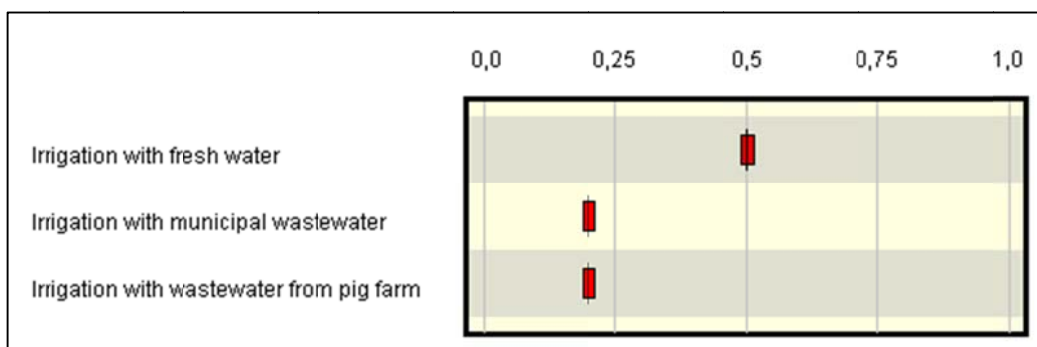 0,0 0,25 0,5 0,75 1,0
Irrigation with fresh water
Irrigation with municipal wastewater
Irrigation with wastewater from pig farm